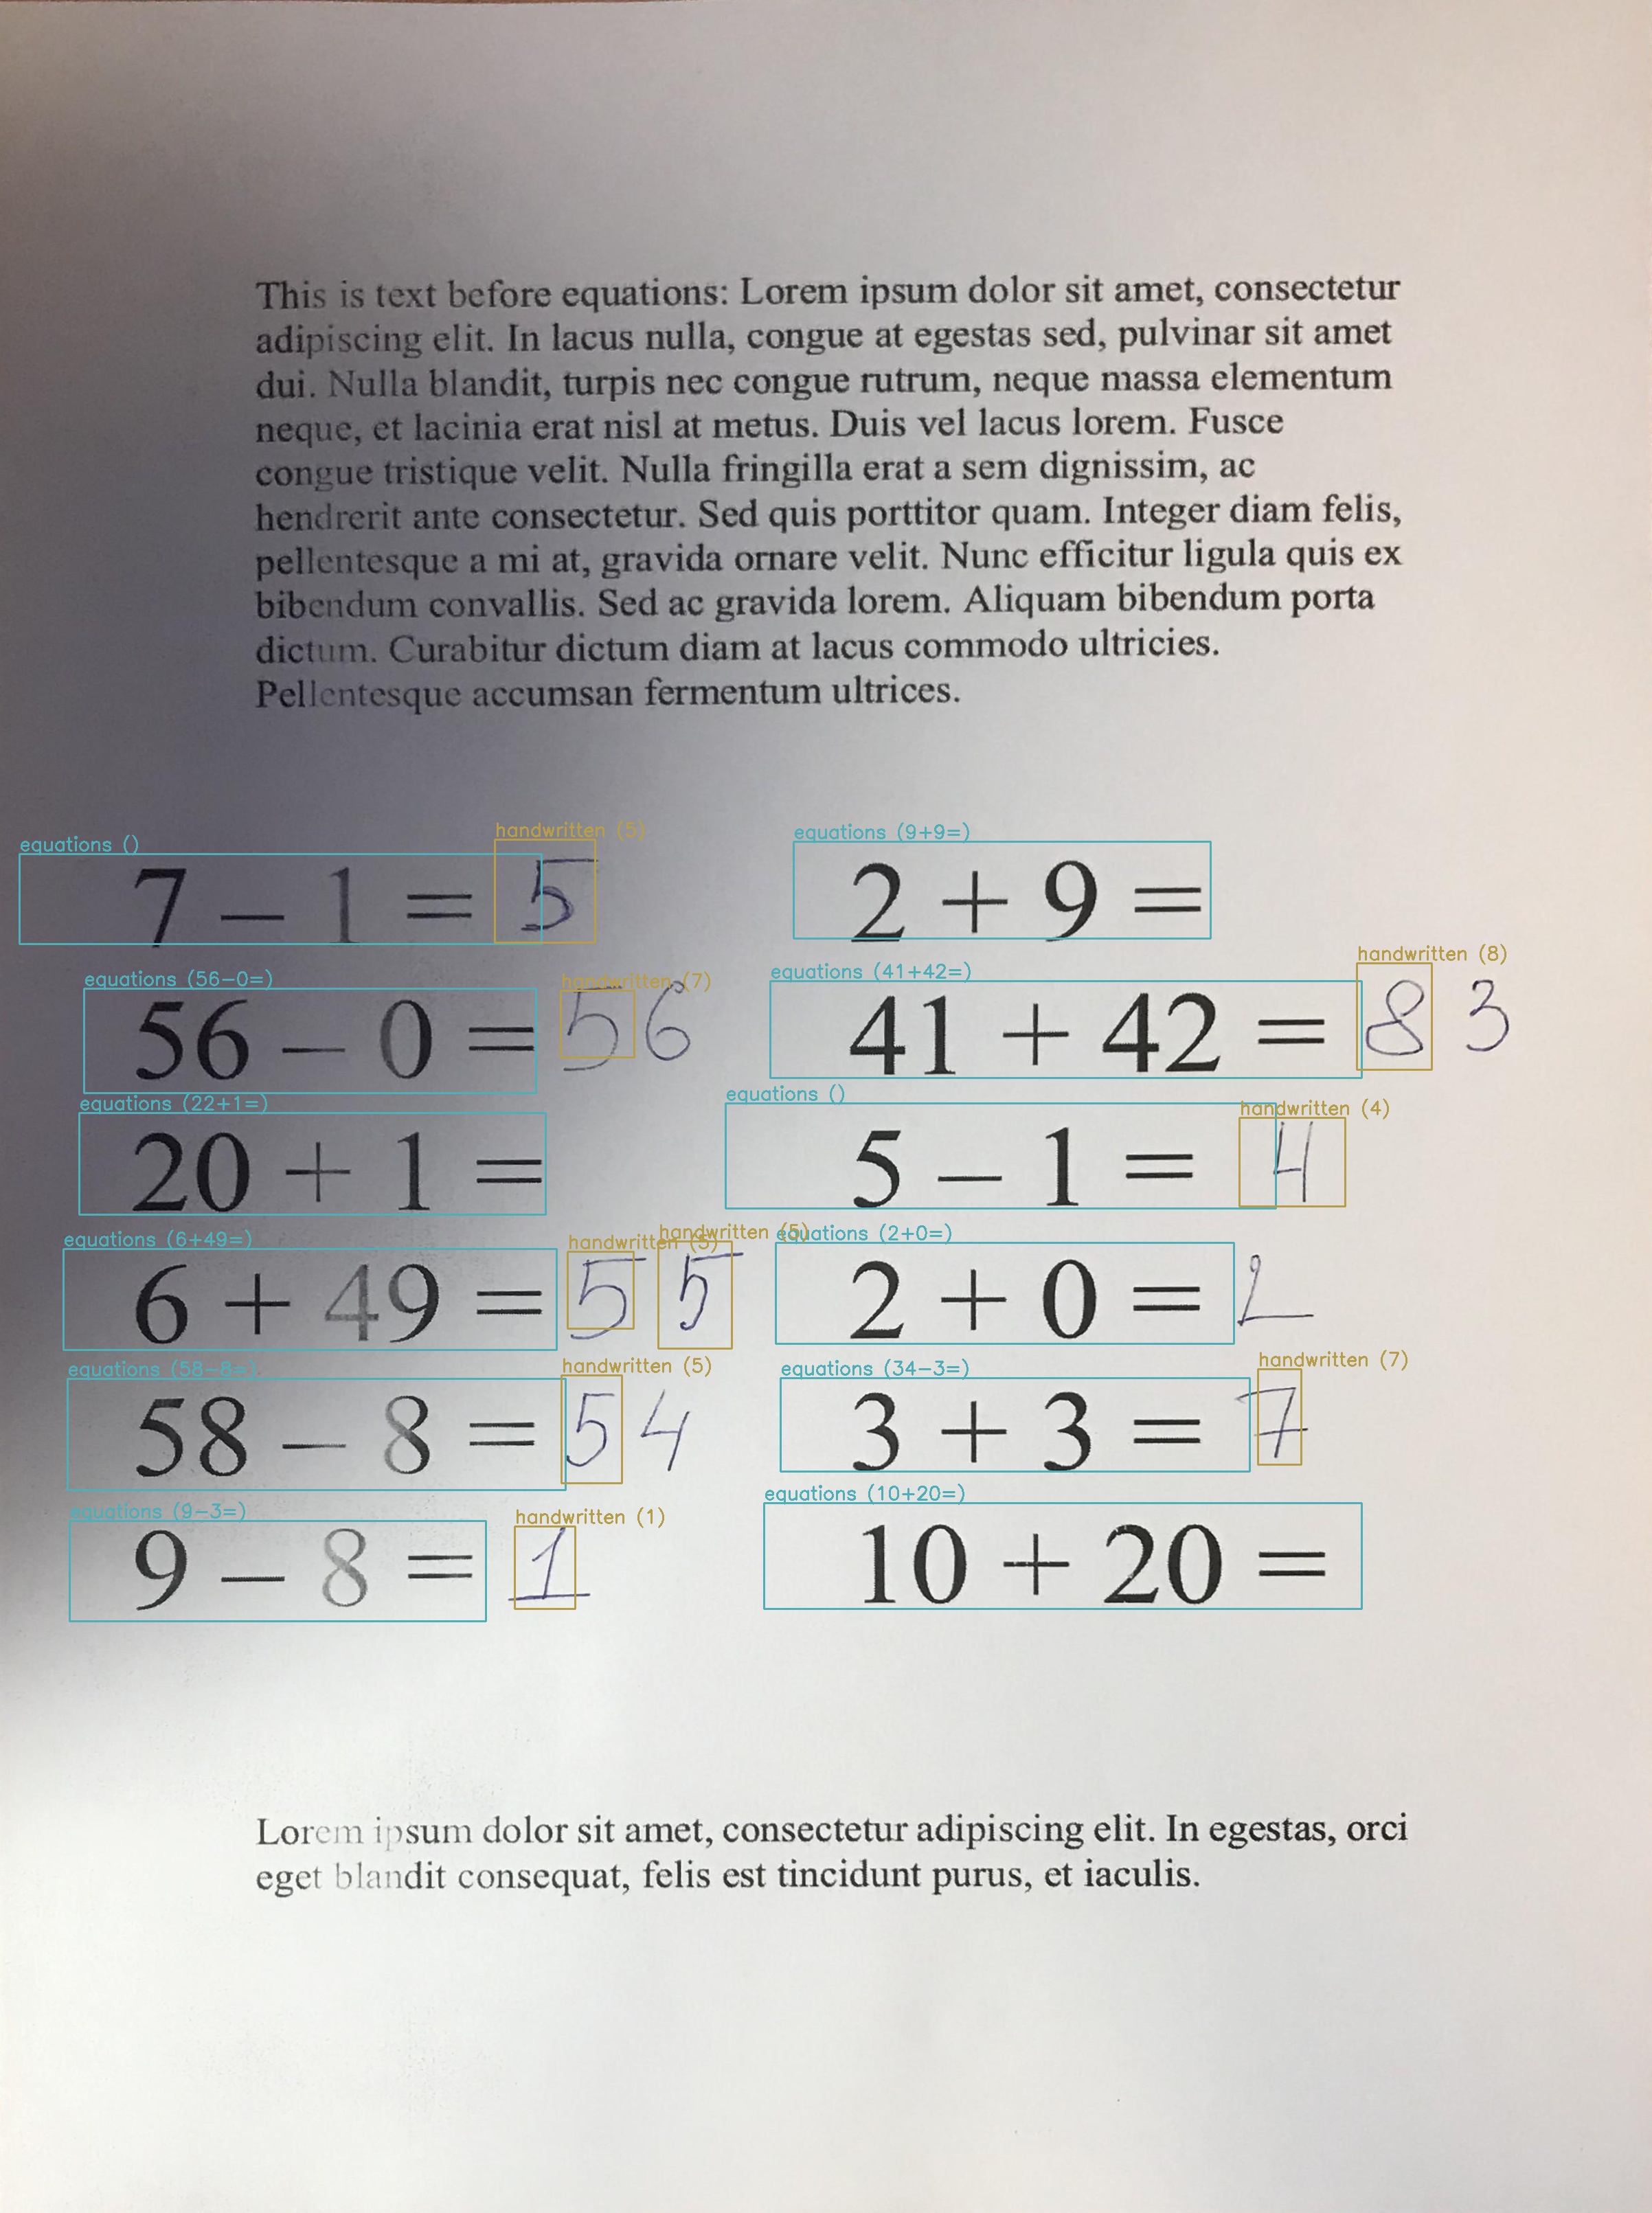 This is text before equations: Lorem ipsum dolor sit amet, consectetur
adipiscing elit. In lacus nulla, congue at egestas sed, pulvinar sit amet
dui. Nulla blandit, turpis nec congue rutrum, neque massa elementum
neque, et lacinia erat nisl at metus. Duis vel lacus lorem. Fusce
congue tristique velit. Nulla fringilla erat a sem dignissim, ac
hendrerit ante consectetur. Sed quis porttitor quam. Integer diam felis,
pellentesque a mi at, gravida ornare velit. Nunc efficitur ligula quis ex
bibendum convallis. Sed ac gravida lorem. Aliquam bibendum porta
dictum. Curabitur dictum diam at lacus commodo ultricies.
Pellentesque accumsan fermentum ultrices.
equations () handwritten (5) equations (9+9=)
7 − 1 = 5 2 + 9 =
equations (56−0=) handwritten (7) equations (41+42=) handwritten (8)
56 − 0 = 56 41 + 42 = 83
equations (22+1=) equations () handwritten (4)
20 + 1 = 5 − 1 = 4
equations (6+49=) handwritten (5) handwritten (5) equations (2+0=)
6 + 49 = 55 2 + 0 = 2
equations (58−8=) handwritten (5) equations (34−3=) handwritten (7)
58 − 8 = 54 3 + 3 = 7
equations (9−3=) handwritten (1) equations (10+20=)
9 − 8 = 1 10 + 20 =
Lorem ipsum dolor sit amet, consectetur adipiscing elit. In egestas, orci
eget blandit consequat, felis est tincidunt purus, et iaculis.